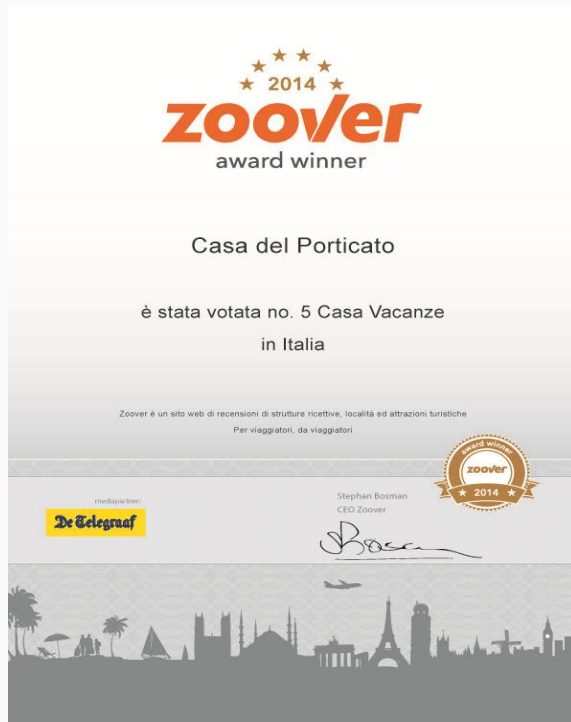 2014
zoover
award winner
Casa del Porticato
è stata votata no. 5 Casa Vacanze
in Italia
Zoover è un sito web di recensioni di strutture ricettive, località ed attrazioni turistiche
Per viaggiatori, da viaggiatori
award winner
zoover
2014
mediapartner:
De Telegraaf
Stephan Bosman
CEO Zoover